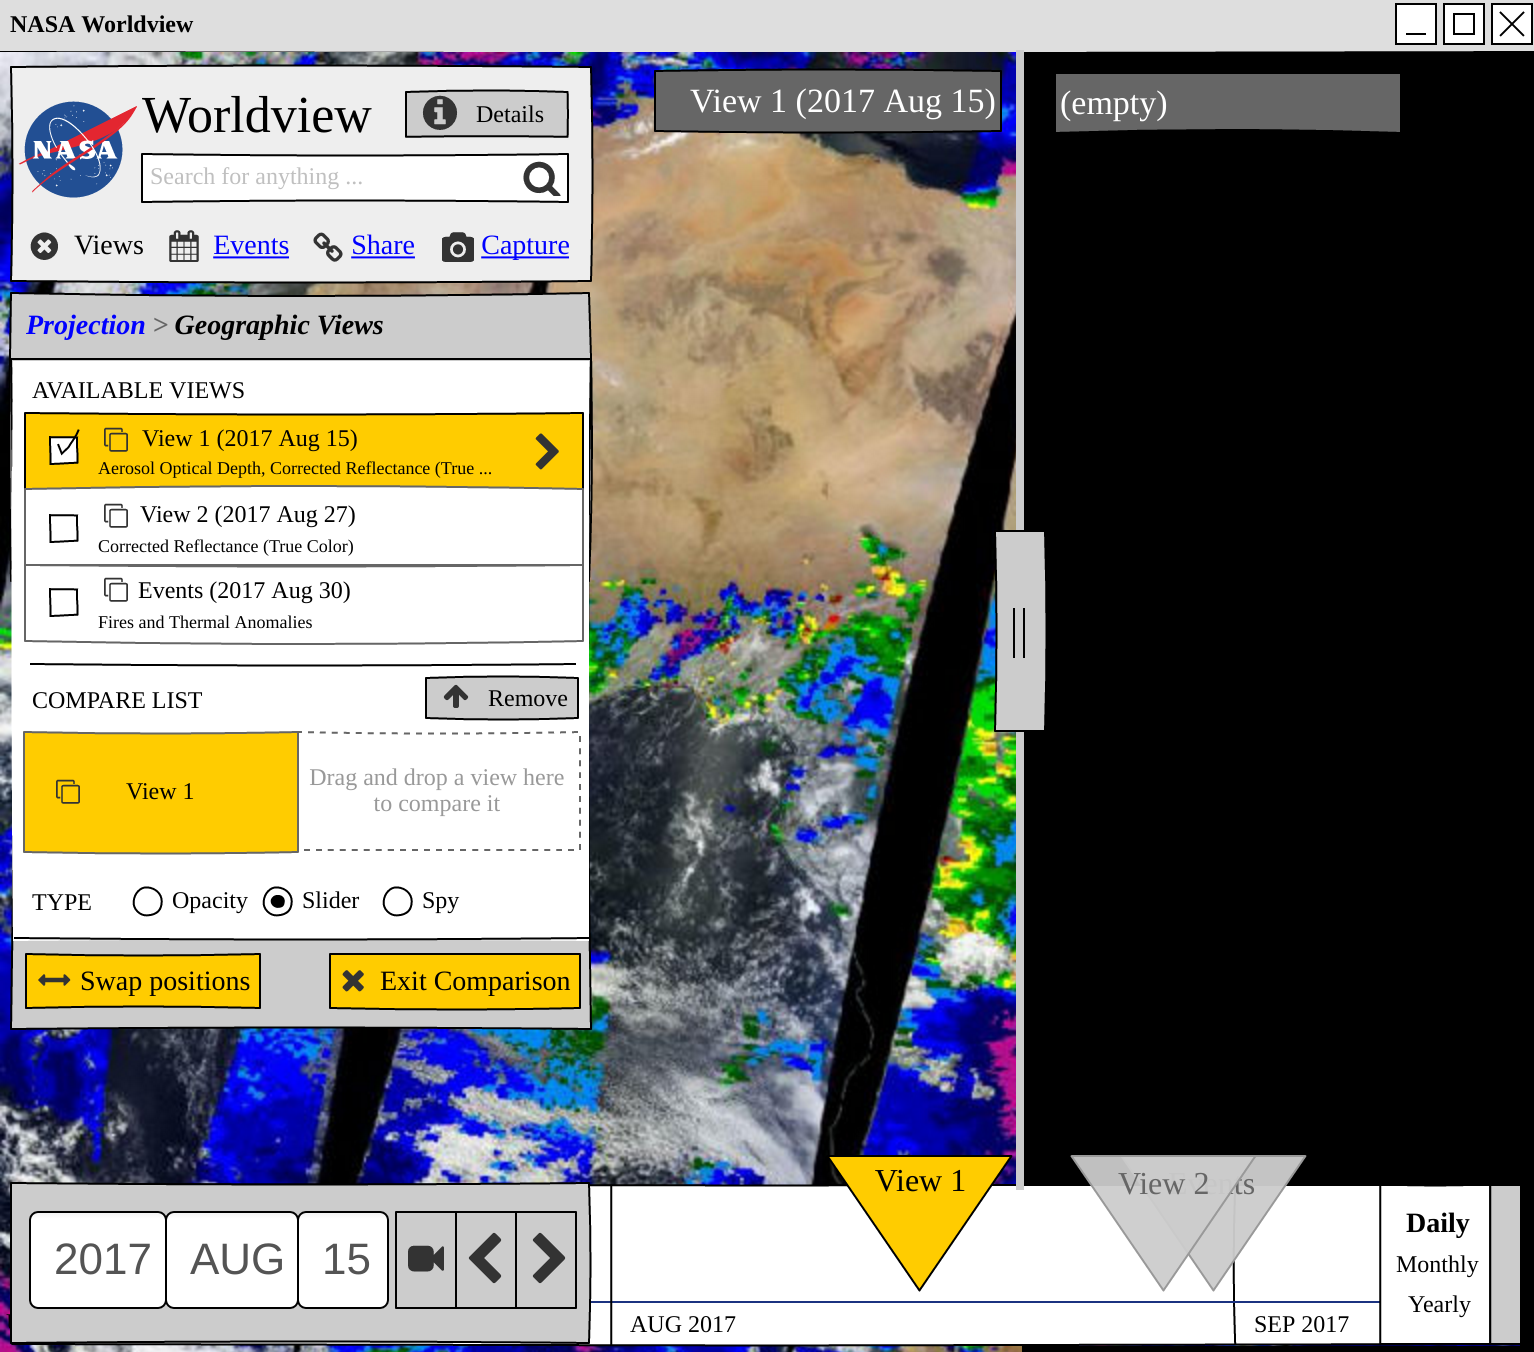 NASA Worldview
NASA
Worldview
Details
Search for anything ...
Views Events Share Capture
Projection > Geographic Views
AVAILABLE VIEWS
View 1 (2017 Aug 15)
Aerosol Optical Depth, Corrected Reflectance (True ...
View 2 (2017 Aug 27)
Corrected Reflectance (True Color)
Events (2017 Aug 30)
Fires and Thermal Anomalies
COMPARE LIST
Remove
View 1
Drag and drop a view here
to compare it
TYPE Opacity Slider Spy
Swap positions
Exit Comparison
View 1 (2017 Aug 15)
(empty)
2017 AUG 15
View 1
View 2
AUG 2017
SEP 2017
Daily
Monthly
Yearly